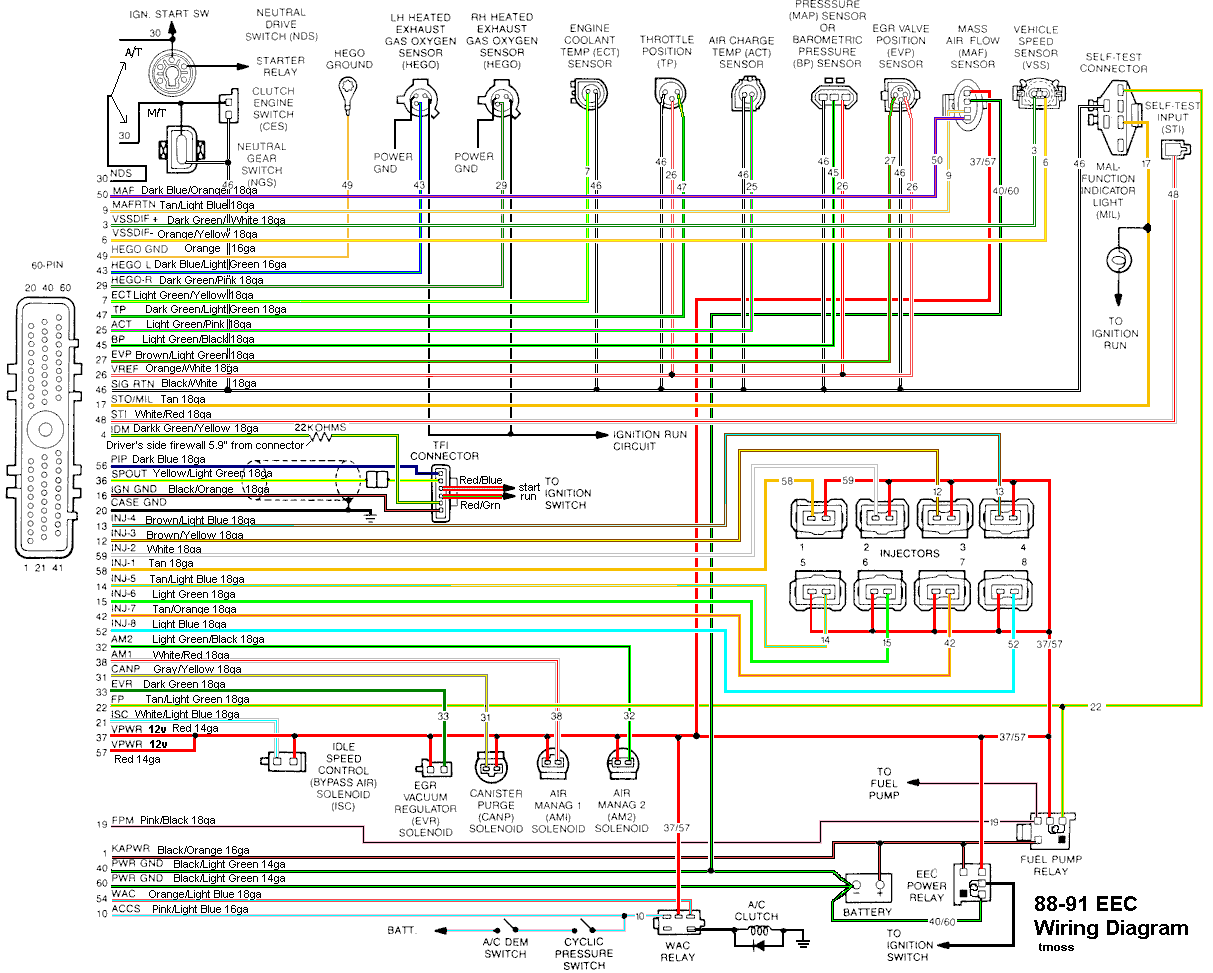 IGN. START SW
NEUTRAL
DRIVE
SWITCH (NDS)
30
A/T
STARTER
RELAY
CLUTCH
ENGINE
SWITCH
(CES)
M/T
30
NEUTRAL
GEAR
SWITCH
(NGS)
NDS
HEGO
GROUND
LH HEATED
EXHAUST
GAS OXYGEN
SENSOR
(HEGO)
RH HEATED
EXHAUST
GAS OXYGEN
SENSOR
(HEGO)
ENGINE
COOLANT
TEMP (ECT)
SENSOR
THROTTLE
POSITION
(TP)
AIR CHARGE
TEMP (ACT)
SENSOR
PRESSSURE
(MAP) SENSOR
OR
BAROMETRIC
PRESSURE
(BP) SENSOR
EGR VALVE
POSITION
(EVP)
SENSOR
MASS
AIR FLOW
(MAF)
SENSOR
VEHICLE
SPEED
SENSOR
(VSS)
SELF-TEST
CONNECTOR
SELF-TEST
INPUT
(STI)
POWER
GND
POWER
GND
46 49 43 29 7 46 46 26 47 46 25 46 45 26 27 46 26 50 9 37/57 40/60 3 6 46 17 48
MAL-
FUNCTION
INDICATOR
LIGHT
(MIL)
TO
IGNITION
RUN
60-PIN
20 40 60
1 21 41
30
50 MAF Dark Blue/Orange 18ga
9 MAFRTN Tan/Light Blue 18ga
3 VSSDIF + Dark Green/White 18ga
6 VSSDIF- Orange/Yellow 18ga
49 HEGO GND Orange 16ga
43 HEGO L Dark Blue/Light Green 16ga
29 HEGO-R Dark Green/Pink 18ga
7 ECT Light Green/Yellow 18ga
47 TP Dark Green/Light Green 18ga
25 ACT Light Green/Pink 18ga
45 BP Light Green/Black 18ga
27 EVP Brown/Light Green 18ga
26 VREF Orange/White 18ga
46 SIG RTN Black/White 18ga
17 STO/MIL Tan 18ga
48 STI White/Red 18ga
4 IDM Darkk Green/Yellow 18ga
22KOHMS
Driver's side firewall 5.9" from connector
IGNITION RUN
CIRCUIT
TFI
CONNECTOR
56 PIP Dark Blue 18ga
36 SPOUT Yellow/Light Green 18ga
16 IGN GND Black/Orange 18ga
20 CASE GND
Red/Blue
start
run
Red/Grn
TO
IGNITION
SWITCH
13 INJ-4 Brown/Light Blue 18ga
12 INJ-3 Brown/Yellow 18ga
59 INJ-2 White 18ga
58 INJ-1 Tan 18ga
14 INJ-5 Tan/Light Blue 18ga
15 INJ-6 Light Green 18ga
42 INJ-7 Tan/Orange 18ga
52 INJ-8 Light Blue 18ga
58 59 12 13
1 2 3 4
INJECTORS
5 6 7 8
14 15 42 52 37/57
32 AM2 Light Green/Black 18ga
38 AM1 White/Red 18ga
31 CANP Gray/Yellow 18ga
33 EVR Dark Green 18ga
22 FP Tan/Light Green 18ga
21 ISC White/Light Blue 18ga
37 VPWR 12v Red 14ga
57 VPWR 12v
Red 14ga
33 31 38 32 22
37/57
IDLE
SPEED
CONTROL
(BYPASS AIR)
SOLENOID
(ISC)
EGR
VACUUM
REGULATOR
(EVR)
SOLENOID
CANISTER
PURGE
(CANP)
SOLENOID
AIR
MANAG 1
(AMI)
SOLENOID
AIR
MANAG 2
(AM2)
SOLENOID
37/57
TO
FUEL
PUMP
19
FUEL PUMP
RELAY
19 FPM Pink/Black 18ga
1 KAPWR Black/Orange 16ga
40 PWR GND Black/Light Green 14ga
60 PWR GND Black/Light Green 14ga
54 WAC Orange/Light Blue 18ga
10 ACCS Pink/Light Blue 16ga
BATT.
A/C DEM
SWITCH
CYCLIC
PRESSURE
SWITCH
10
WAC
RELAY
A/C
CLUTCH
BATTERY
EEC
POWER
RELAY
40/60
TO
IGNITION
SWITCH
88-91 EEC
Wiring Diagram
tmoss